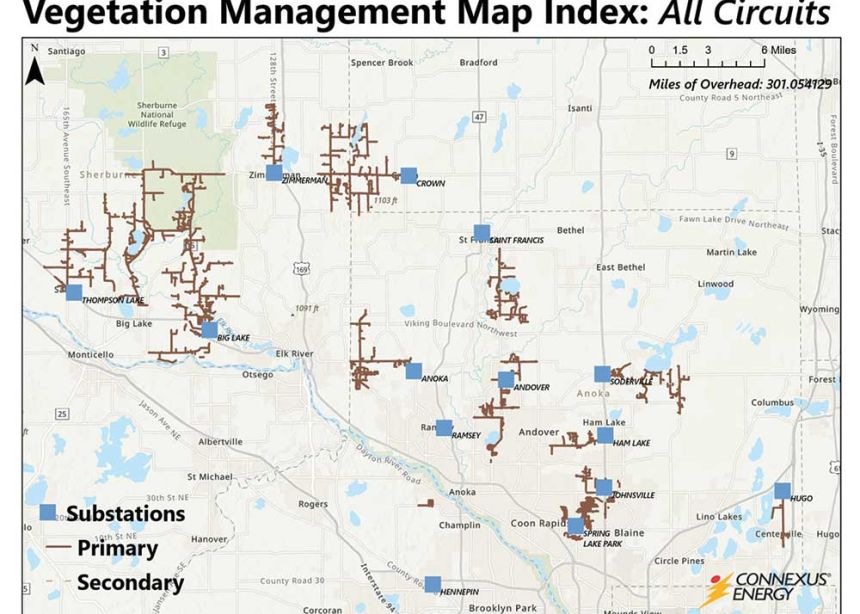 Vegetation Management Map Index: All Circuits
N
Santiago
3
128th Street
Spencer Brook
Bradford
0 1.5 3 6 Miles
Miles of Overhead: 301.054129
County Road 5 Northeast
Sherburne
National
Wildlife Refuge
165th Avenue Southeast
47
Isanti
9
I-35
Forest Boulevard
Sherburne
ZIMMERMAN
CROWN
1103 ft
Fawn Lake Drive Northeast
SAINT FRANCIS
Bethel
Martin Lake
East Bethel
Linwood
169
THOMPSON LAKE
Big Lake
BIG LAKE
1091 ft
Viking Boulevard Northwest
Wyoming
Monticello
Elk River
Otsego
ANOKA
ANDOVER
SODERVILLE
Anoka
Forest
Columbus
25
Jason Ave NE
Albertville
RAMSEY
Andover
Ham Lake
HAM LAKE
Dayton River Road
St Michael
Anoka
JOHNSVILLE
HUGO
Substations
30th St NE
Rogers
Champlin
Coon Rapids
SPRING
LAKE PARK
Blaine
Lino Lakes
Hugo
10th St NE
Hanover
Primary
Circle Pines
Secondary
County Road 30
Interstate 94
HENNEPIN
CONNEXUS
ENERGY
Corcoran
Brooklyn Park
Mounds View